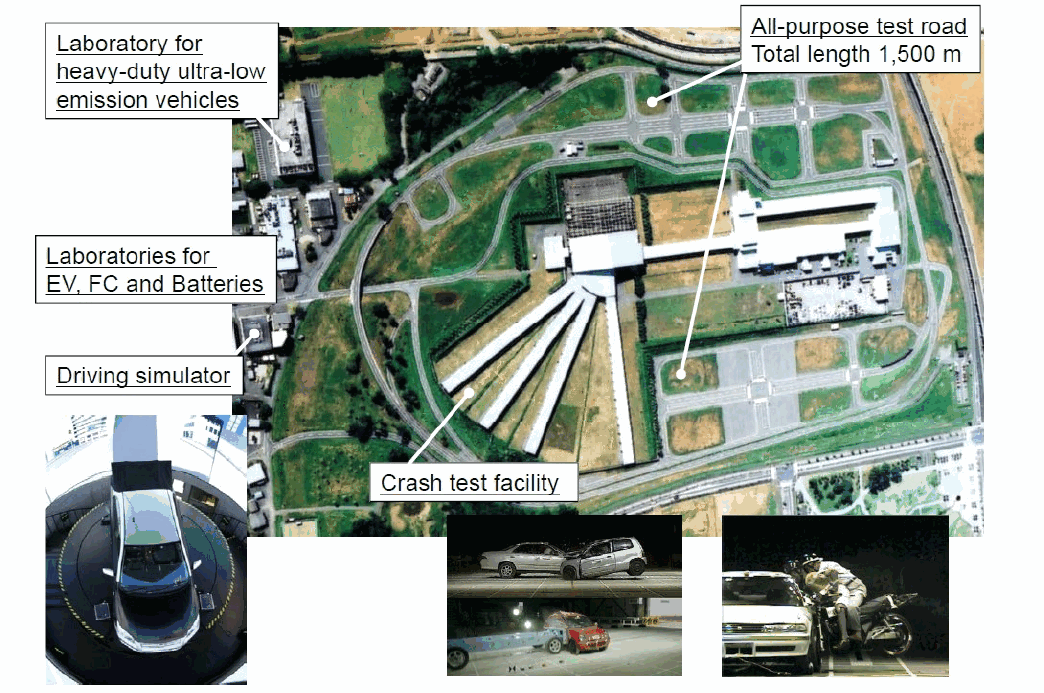 All-purpose test road
Total length 1,500 m
Laboratory for
heavy-duty ultra-low
emission vehicles
Laboratories for
EV, FC and Batteries
Driving simulator
Crash test facility